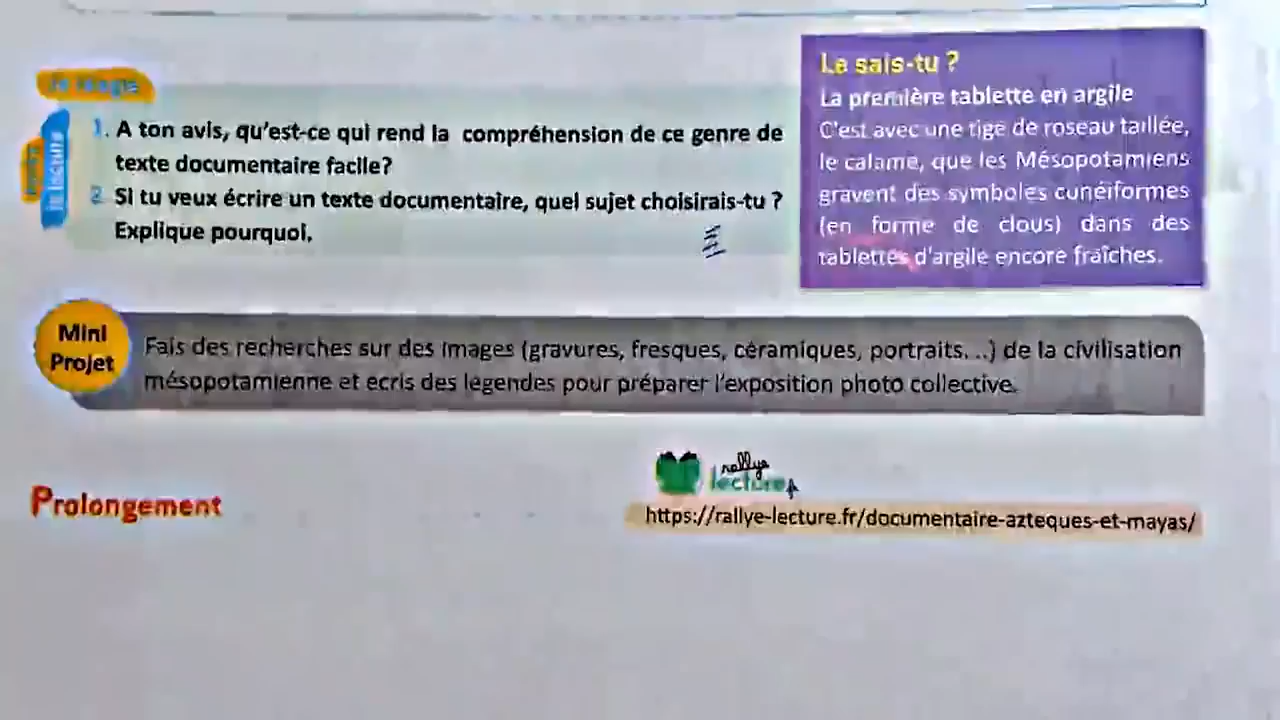 Je réagis
1. A ton avis, qu'est-ce qui rend la compréhension de ce genre de
texte documentaire facile?
2. Si tu veux écrire un texte documentaire, quel sujet choisirais-tu ?
Explique pourquoi.
la lecture
Le sais-tu ?
La première tablette en argile
C'est avec une tige de roseau taillée,
le calame, que les Mésopotamiens
gravent des symboles cunéiformes
(en forme de clous) dans des
tablettes d'argile encore fraîches.
Mini
Projet
Fais des recherches sur des images (gravures, fresques, céramiques, portraits...) de la civilisation
mésopotamienne et ecris des légendes pour préparer l'exposition photo collective.
Prolongement
rallye
lecture
https://rallye-lecture.fr/documentaire-azteques-et-mayas/